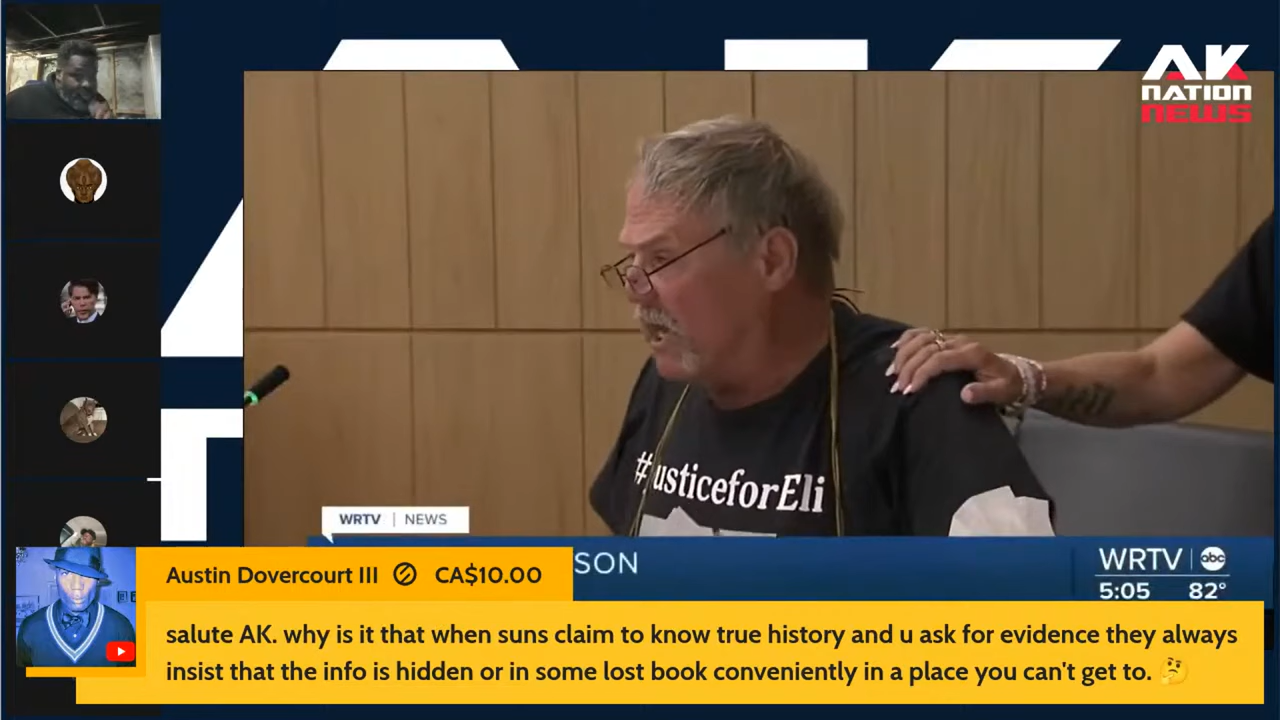 AK
NATION
NEWS
#JusticeforEli
WRTV | NEWS
SON
WRTV abc
5:05 82°
Austin Dovercourt III CA$10.00
salute AK. why is it that when suns claim to know true history and u ask for evidence they always
insist that the info is hidden or in some lost book conveniently in a place you can't get to. 🤔